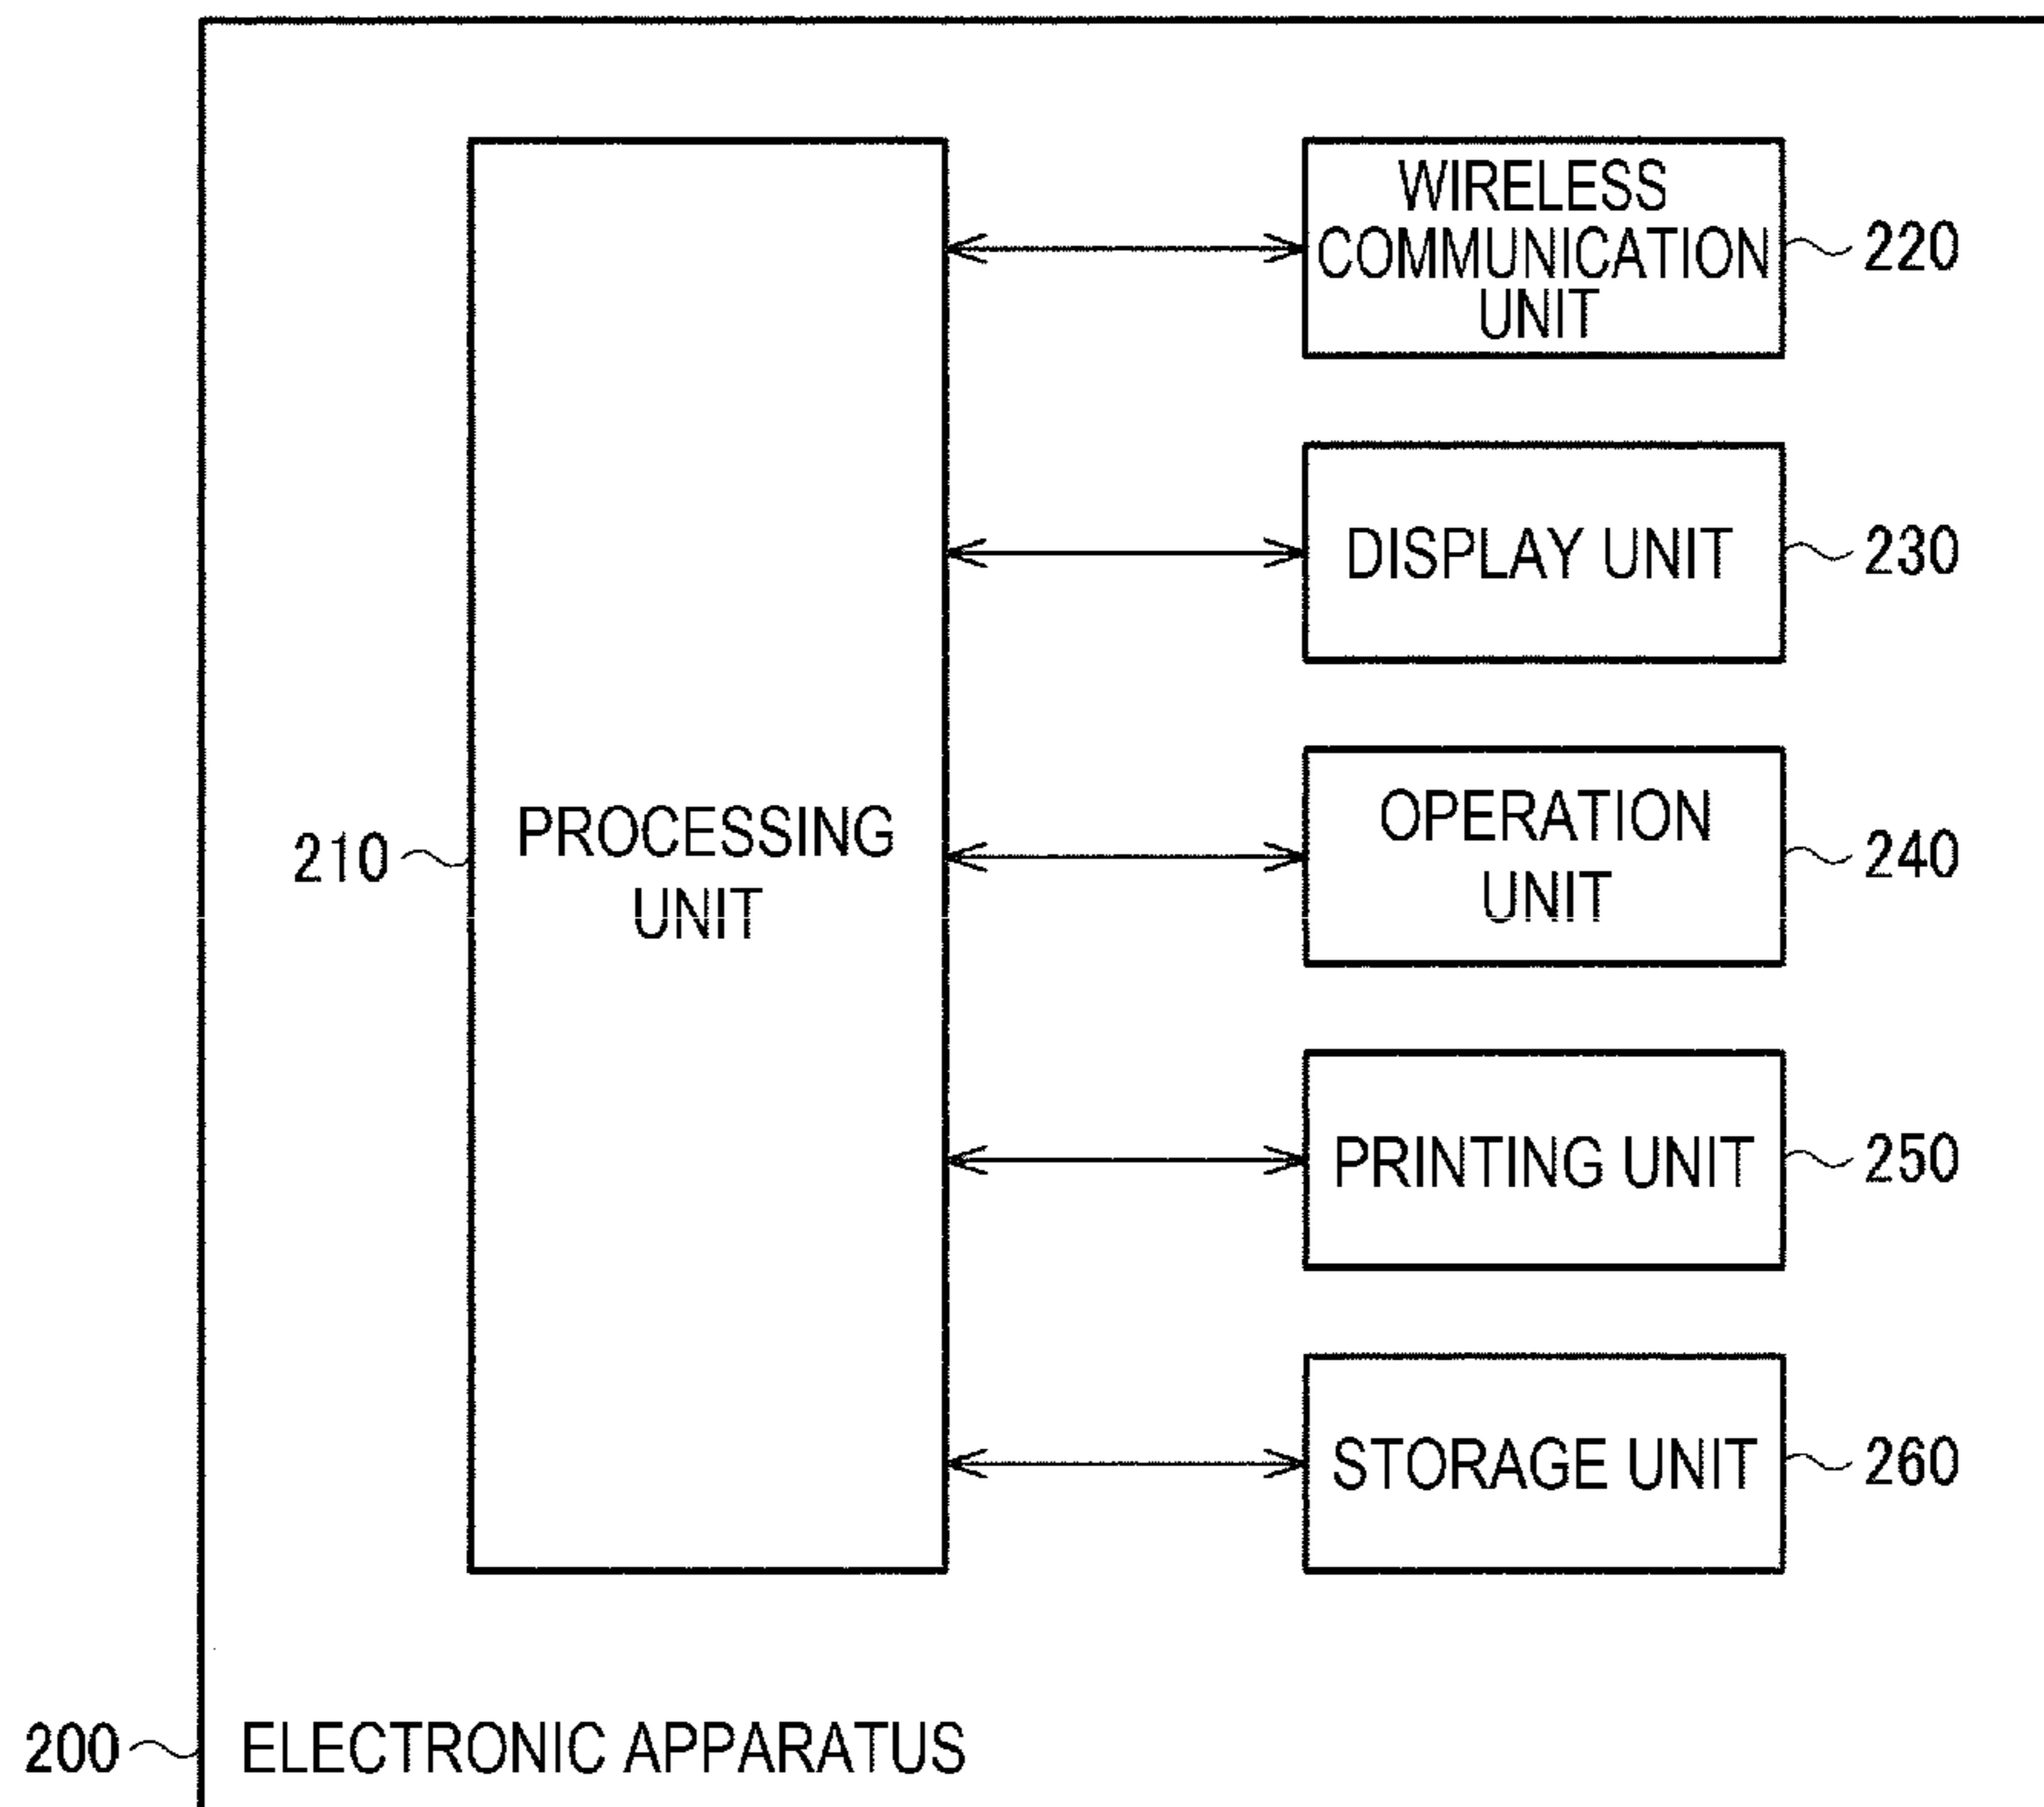 WIRELESS
COMMUNICATION
UNIT
220
DISPLAY UNIT
230
OPERATION
UNIT
240
210
PROCESSING
UNIT
PRINTING UNIT
250
STORAGE UNIT
260
200
ELECTRONIC APPARATUS